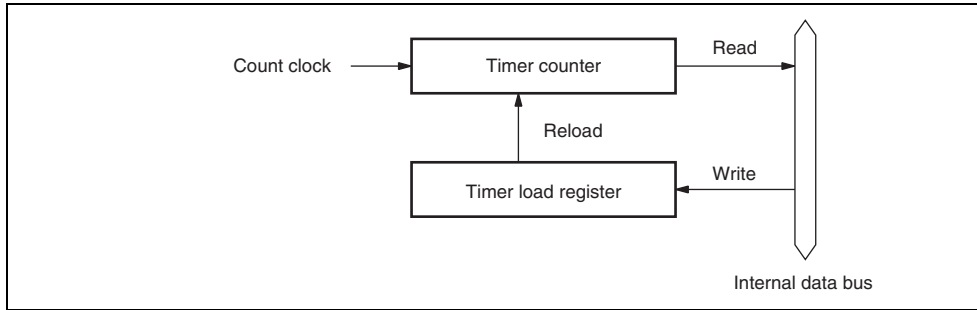 Read
Count clock
Timer counter
Reload
Write
Timer load register
Internal data bus